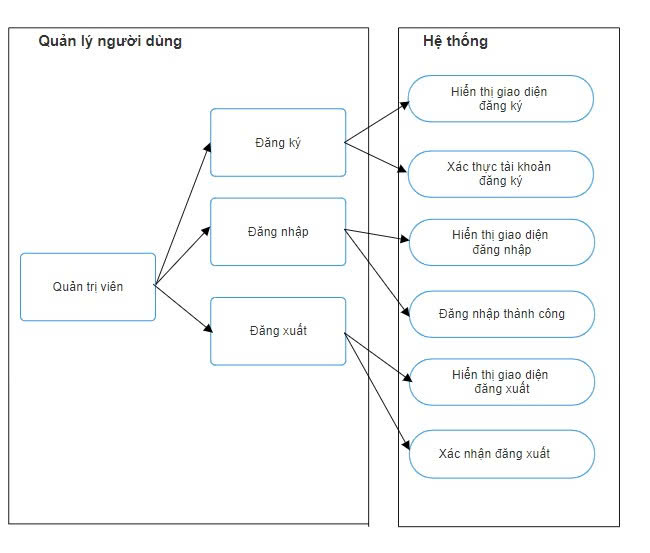 Quản lý người dùng
Hệ thống
Quản trị viên
Đăng ký
Đăng nhập
Đăng xuất
Hiển thị giao diện
đăng ký
Xác thực tài khoản
đăng ký
Hiển thị giao diện
đăng nhập
Đăng nhập thành công
Hiển thị giao diện
đăng xuất
Xác nhận đăng xuất